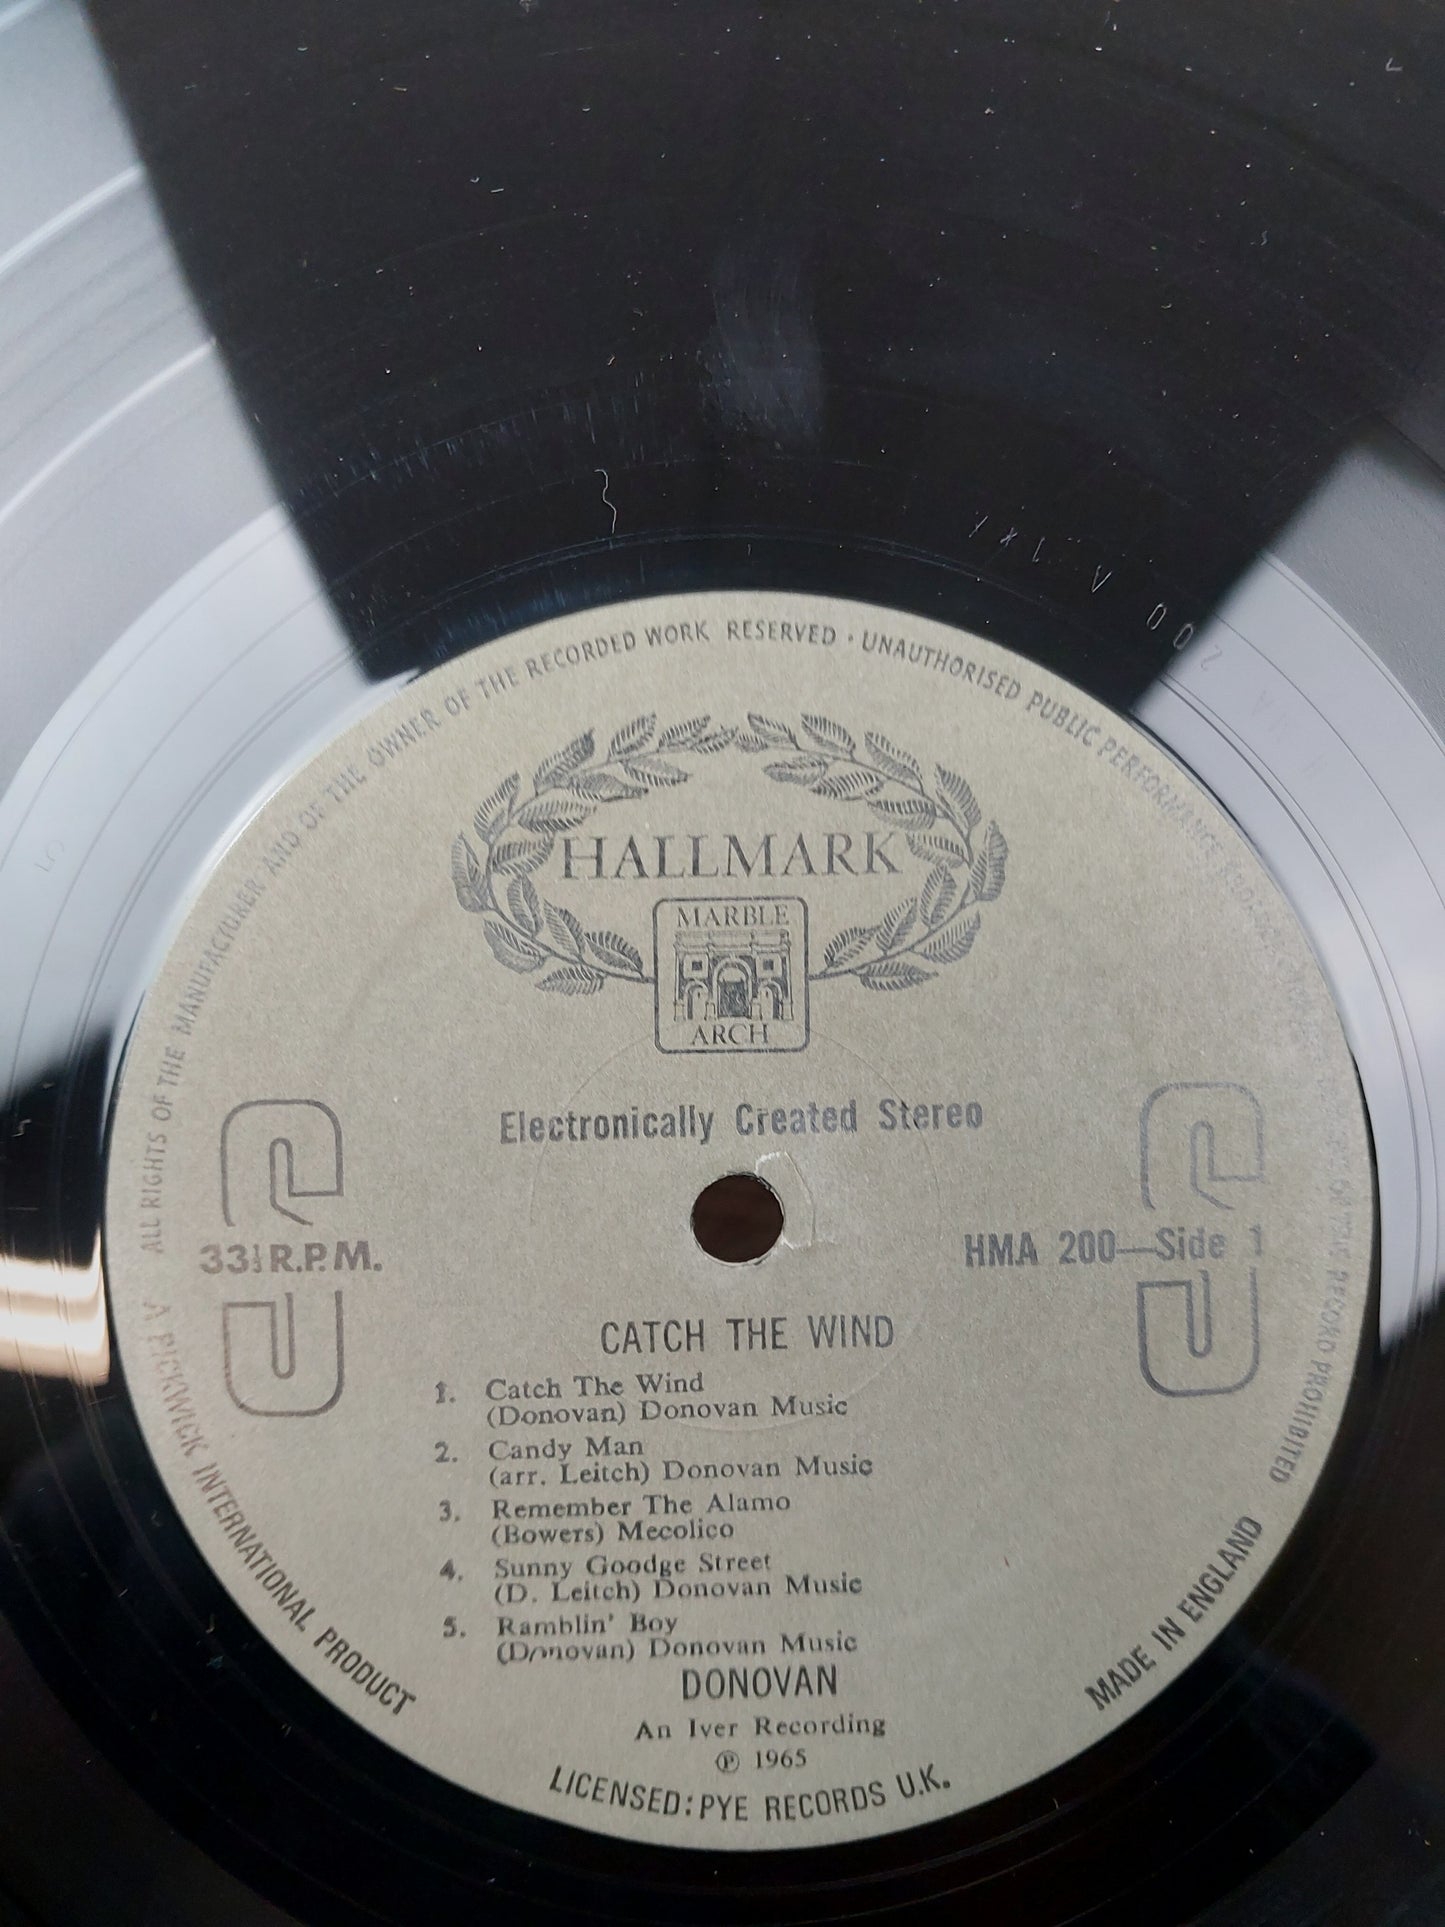 ALL RIGHTS OF THE MANUFACTURER AND OF THE OWNER OF THE RECORDED WORK RESERVED · UNAUTHORISED PUBLIC PERFORMANCE
RECORD PROHIBITED
HALLMARK
MARBLE
ARCH
Electronically Created Stereo
33⅓ R.P.M.
HMA 200—Side 1
CATCH THE WIND
1. Catch The Wind
(Donovan) Donovan Music
2. Candy Man
(arr. Leitch) Donovan Music
3. Remember The Alamo
(Bowers) Mecolico
4. Sunny Goodge Street
(D. Leitch) Donovan Music
5. Ramblin' Boy
(Donovan) Donovan Music
DONOVAN
An Iver Recording
℗ 1965
LICENSED: PYE RECORDS U.K.
A PICKWICK INTERNATIONAL PRODUCT
MADE IN ENGLAND